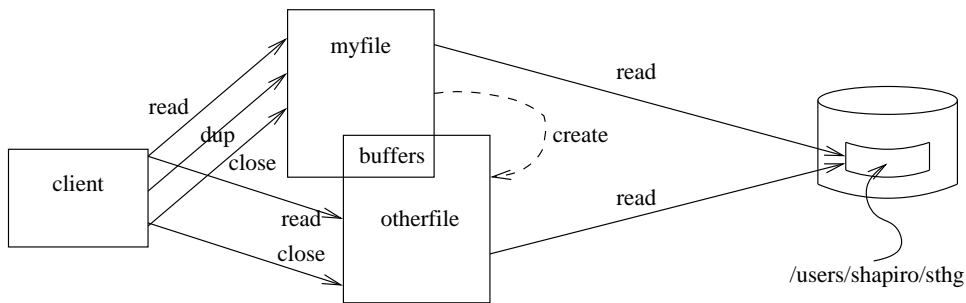 myfile
read
read
dup
create
buffers
close
client
read
otherfile
read
close
/users/shapiro/sthg